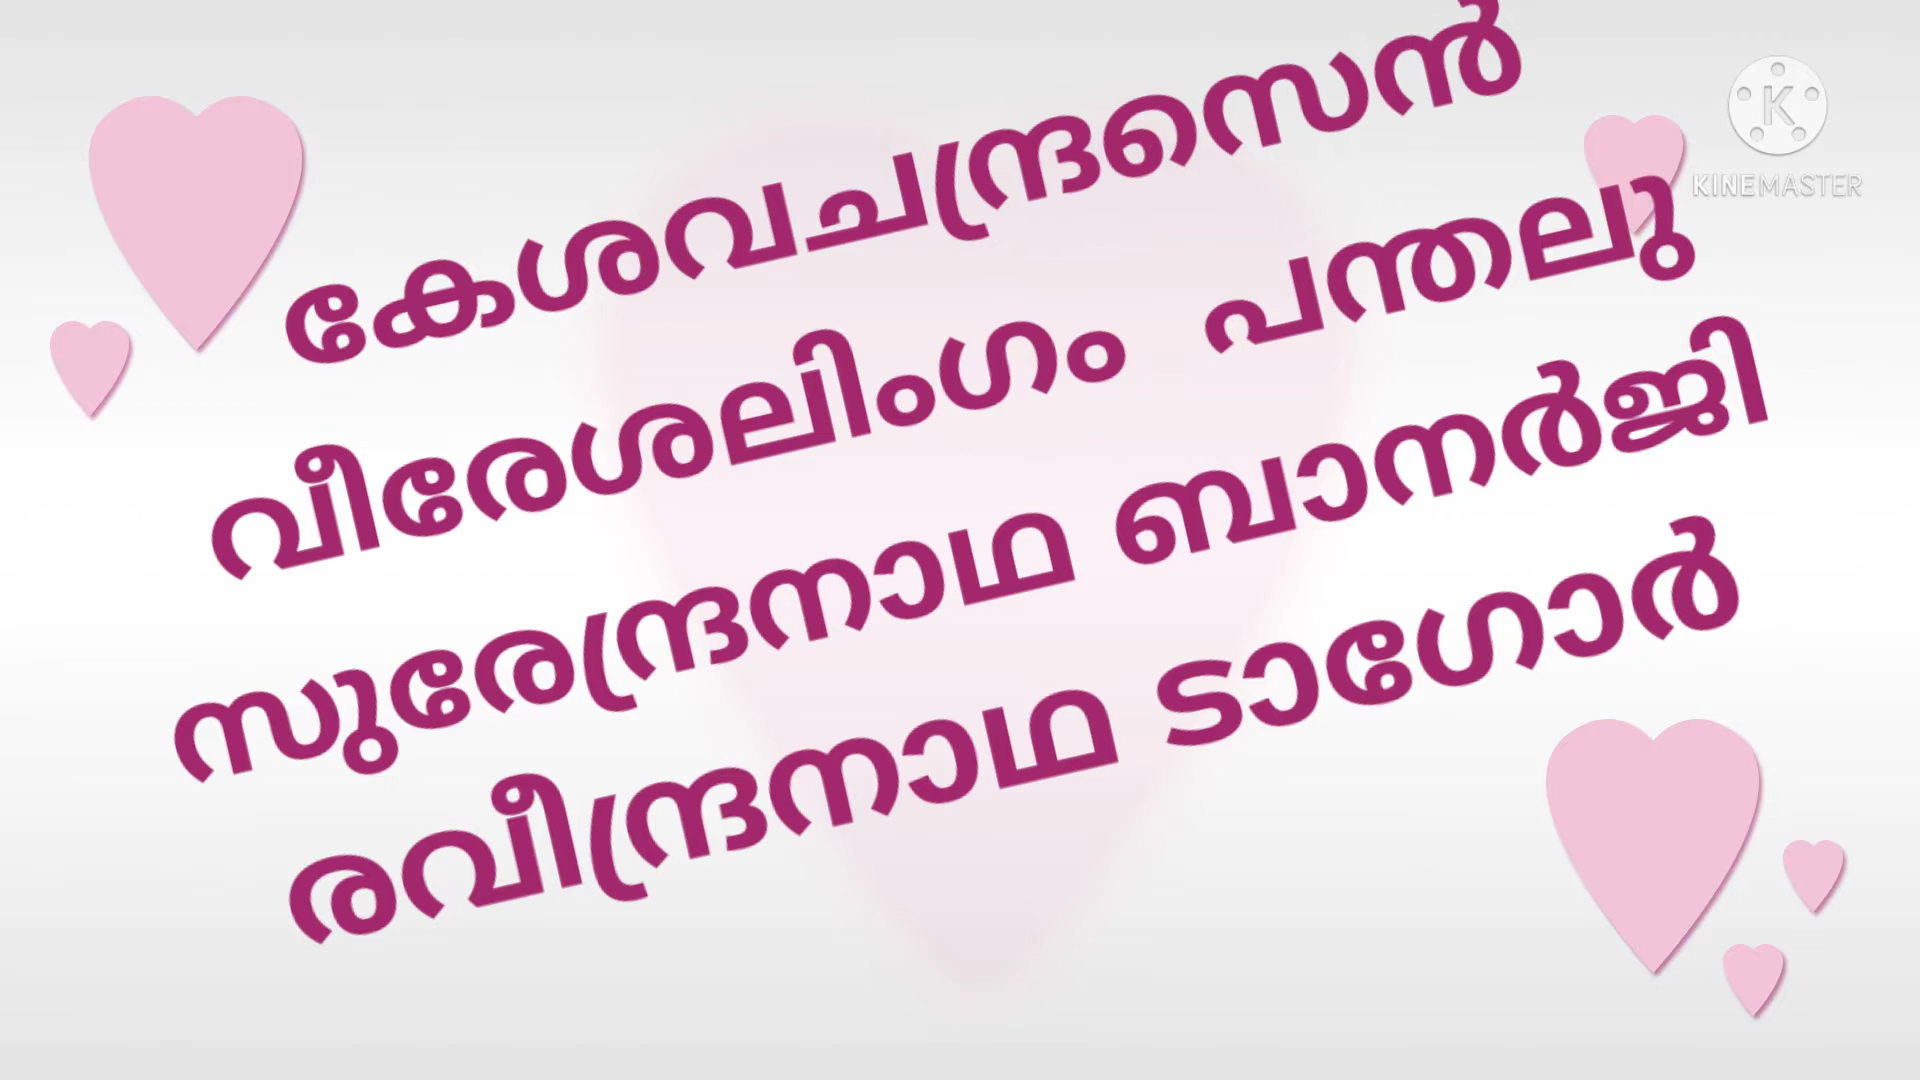 കേശവചന്ദ്രസെൻ
KINEMASTER
വീരേശലിംഗം പന്തലു
സുരേന്ദ്രനാഥ ബാനർജി
രവീന്ദ്രനാഥ ടാഗോർ